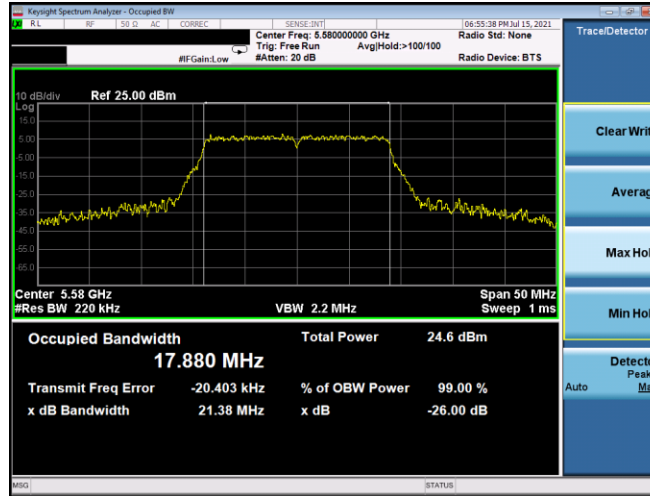 Keysight Spectrum Analyzer - Occupied BW
LXI RL RF 50 Ω AC CORREC SENSE:INT 06:55:38 PM Jul 15, 2021
Center Freq: 5.580000000 GHz Radio Std: None
Trig: Free Run Avg|Hold:>100/100
#IFGain:Low #Atten: 20 dB Radio Device: BTS
Trace/Detector
10 dB/div Ref 25.00 dBm
Log
15.0
5.00
-5.00
-15.0
-25.0
-35.0
-45.0
-55.0
-65.0
Center 5.58 GHz Span 50 MHz
#Res BW 220 kHz VBW 2.2 MHz Sweep 1 ms
Occupied Bandwidth Total Power 24.6 dBm
17.880 MHz
Transmit Freq Error -20.403 kHz % of OBW Power 99.00 %
x dB Bandwidth 21.38 MHz x dB -26.00 dB
Clear Writ
Averag
Max Hol
Min Hol
Detecto
Peak
Auto Ma
MSG STATUS